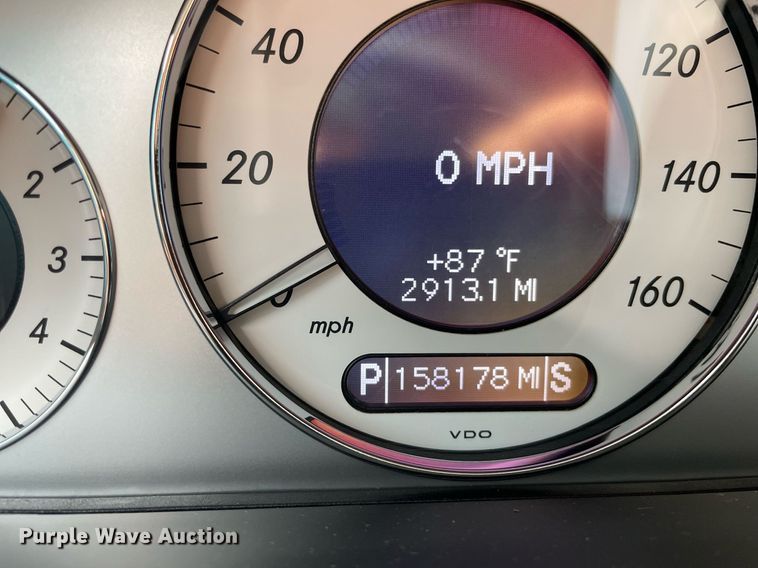 40
120
2
20
0 MPH
140
3
+87 °F
2913.1 MI
0
160
4
mph
P 158178 MI S
VDO
Purple Wave Auction